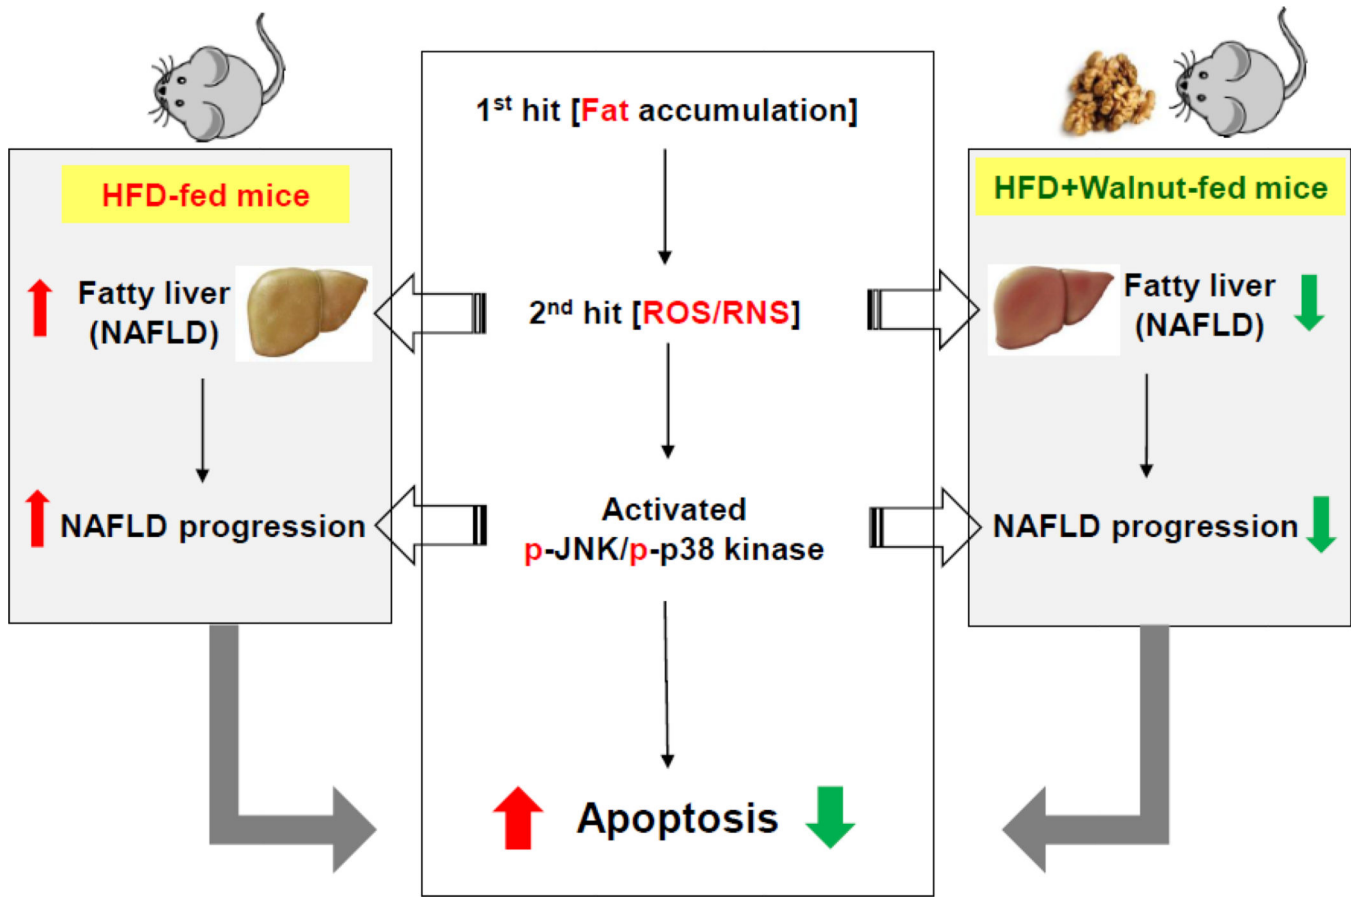 HFD-fed mice
Fatty liver
(NAFLD)
NAFLD progression
1st hit [Fat accumulation]
2nd hit [ROS/RNS]
Activated
p-JNK/p-p38 kinase
Apoptosis
HFD+Walnut-fed mice
Fatty liver
(NAFLD)
NAFLD progression